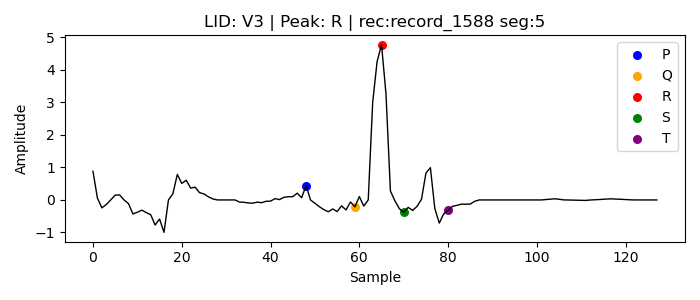 LID: V3 | Peak: R | rec:record_1588 seg:5
Amplitude
5
4
3
2
1
0
−1
P
Q
R
S
T
0 20 40 60 80 100 120
Sample